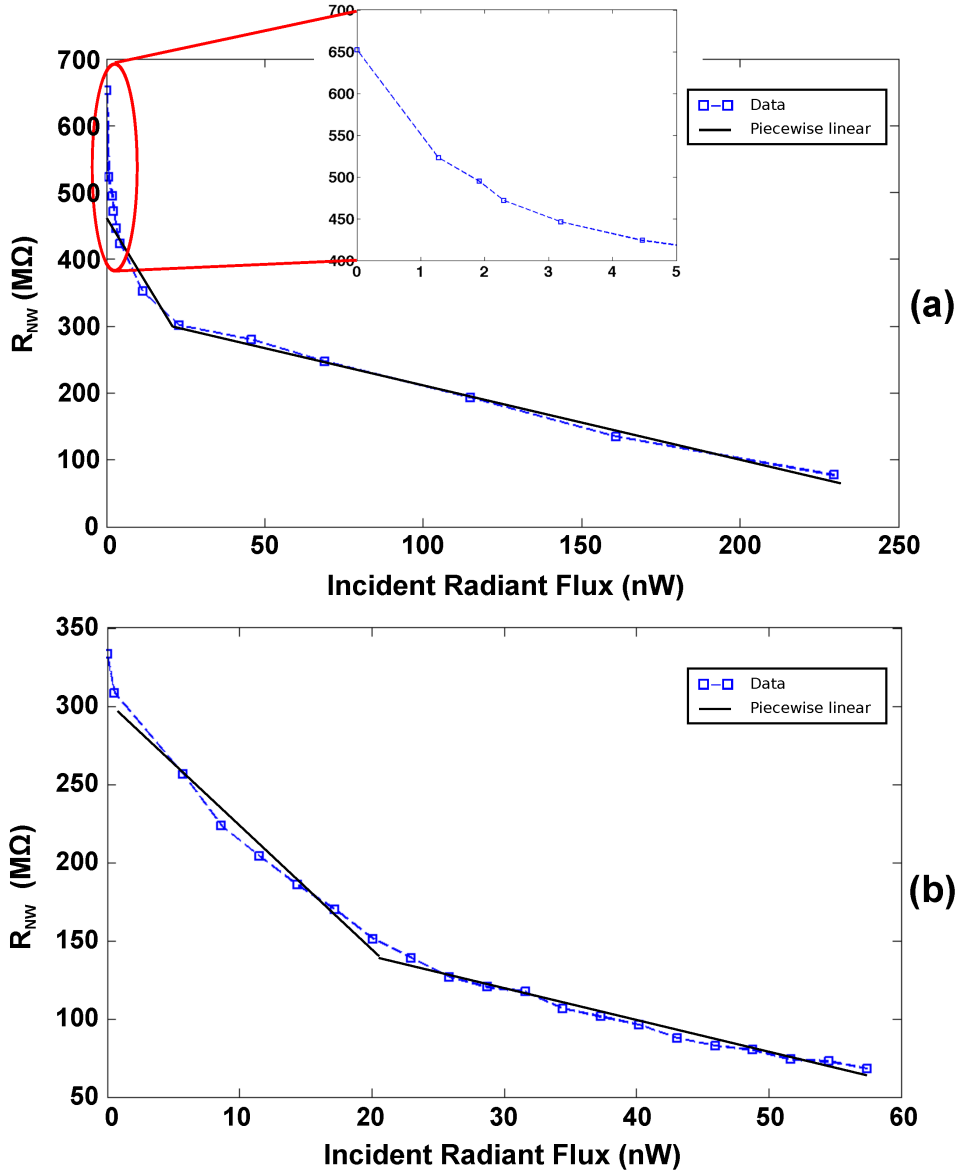 700
650
600
550
500
450
400
0 1 2 3 4 5
700
600
500
400
300
200
100
0
R_NW (MΩ)
Data
Piecewise linear
(a)
0 50 100 150 200 250
Incident Radiant Flux (nW)
350
300
250
200
150
100
50
R_NW (MΩ)
Data
Piecewise linear
(b)
0 10 20 30 40 50 60
Incident Radiant Flux (nW)